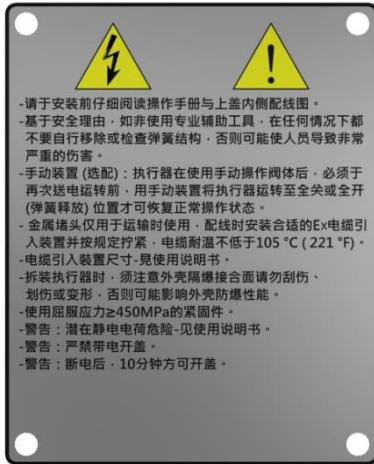 -请于安装前仔细阅读操作手册与上盖内侧配线图。
-基于安全理由，如非使用专业辅助工具，在任何情况下都
不要自行移除或检查弹簧结构，否则可能使人员导致非常
严重的伤害。
-手动装置 (选配)：执行器在使用手动操作阀体后，必须于
再次送电运转前，用手动装置将执行器运转至全关或全开
(弹簧释放) 位置才可恢复正常操作状态。
- 金属堵头仅用于运输时使用，配线时安装合适的Ex电缆引
入装置并按规定拧紧，电缆耐温不低于105 °C ( 221 °F)。
-电缆引入装置尺寸-見使用说明书。
-拆装执行器时，须注意外壳隔爆接合面请勿刮伤、
划伤或变形，否则可能影响外壳防爆性能。
-使用屈服应力≥450MPa的紧固件。
-警告：潜在静电电荷危险-见使用说明书。
-警告：严禁带电开盖。
-警告：断电后，10分钟方可开盖。